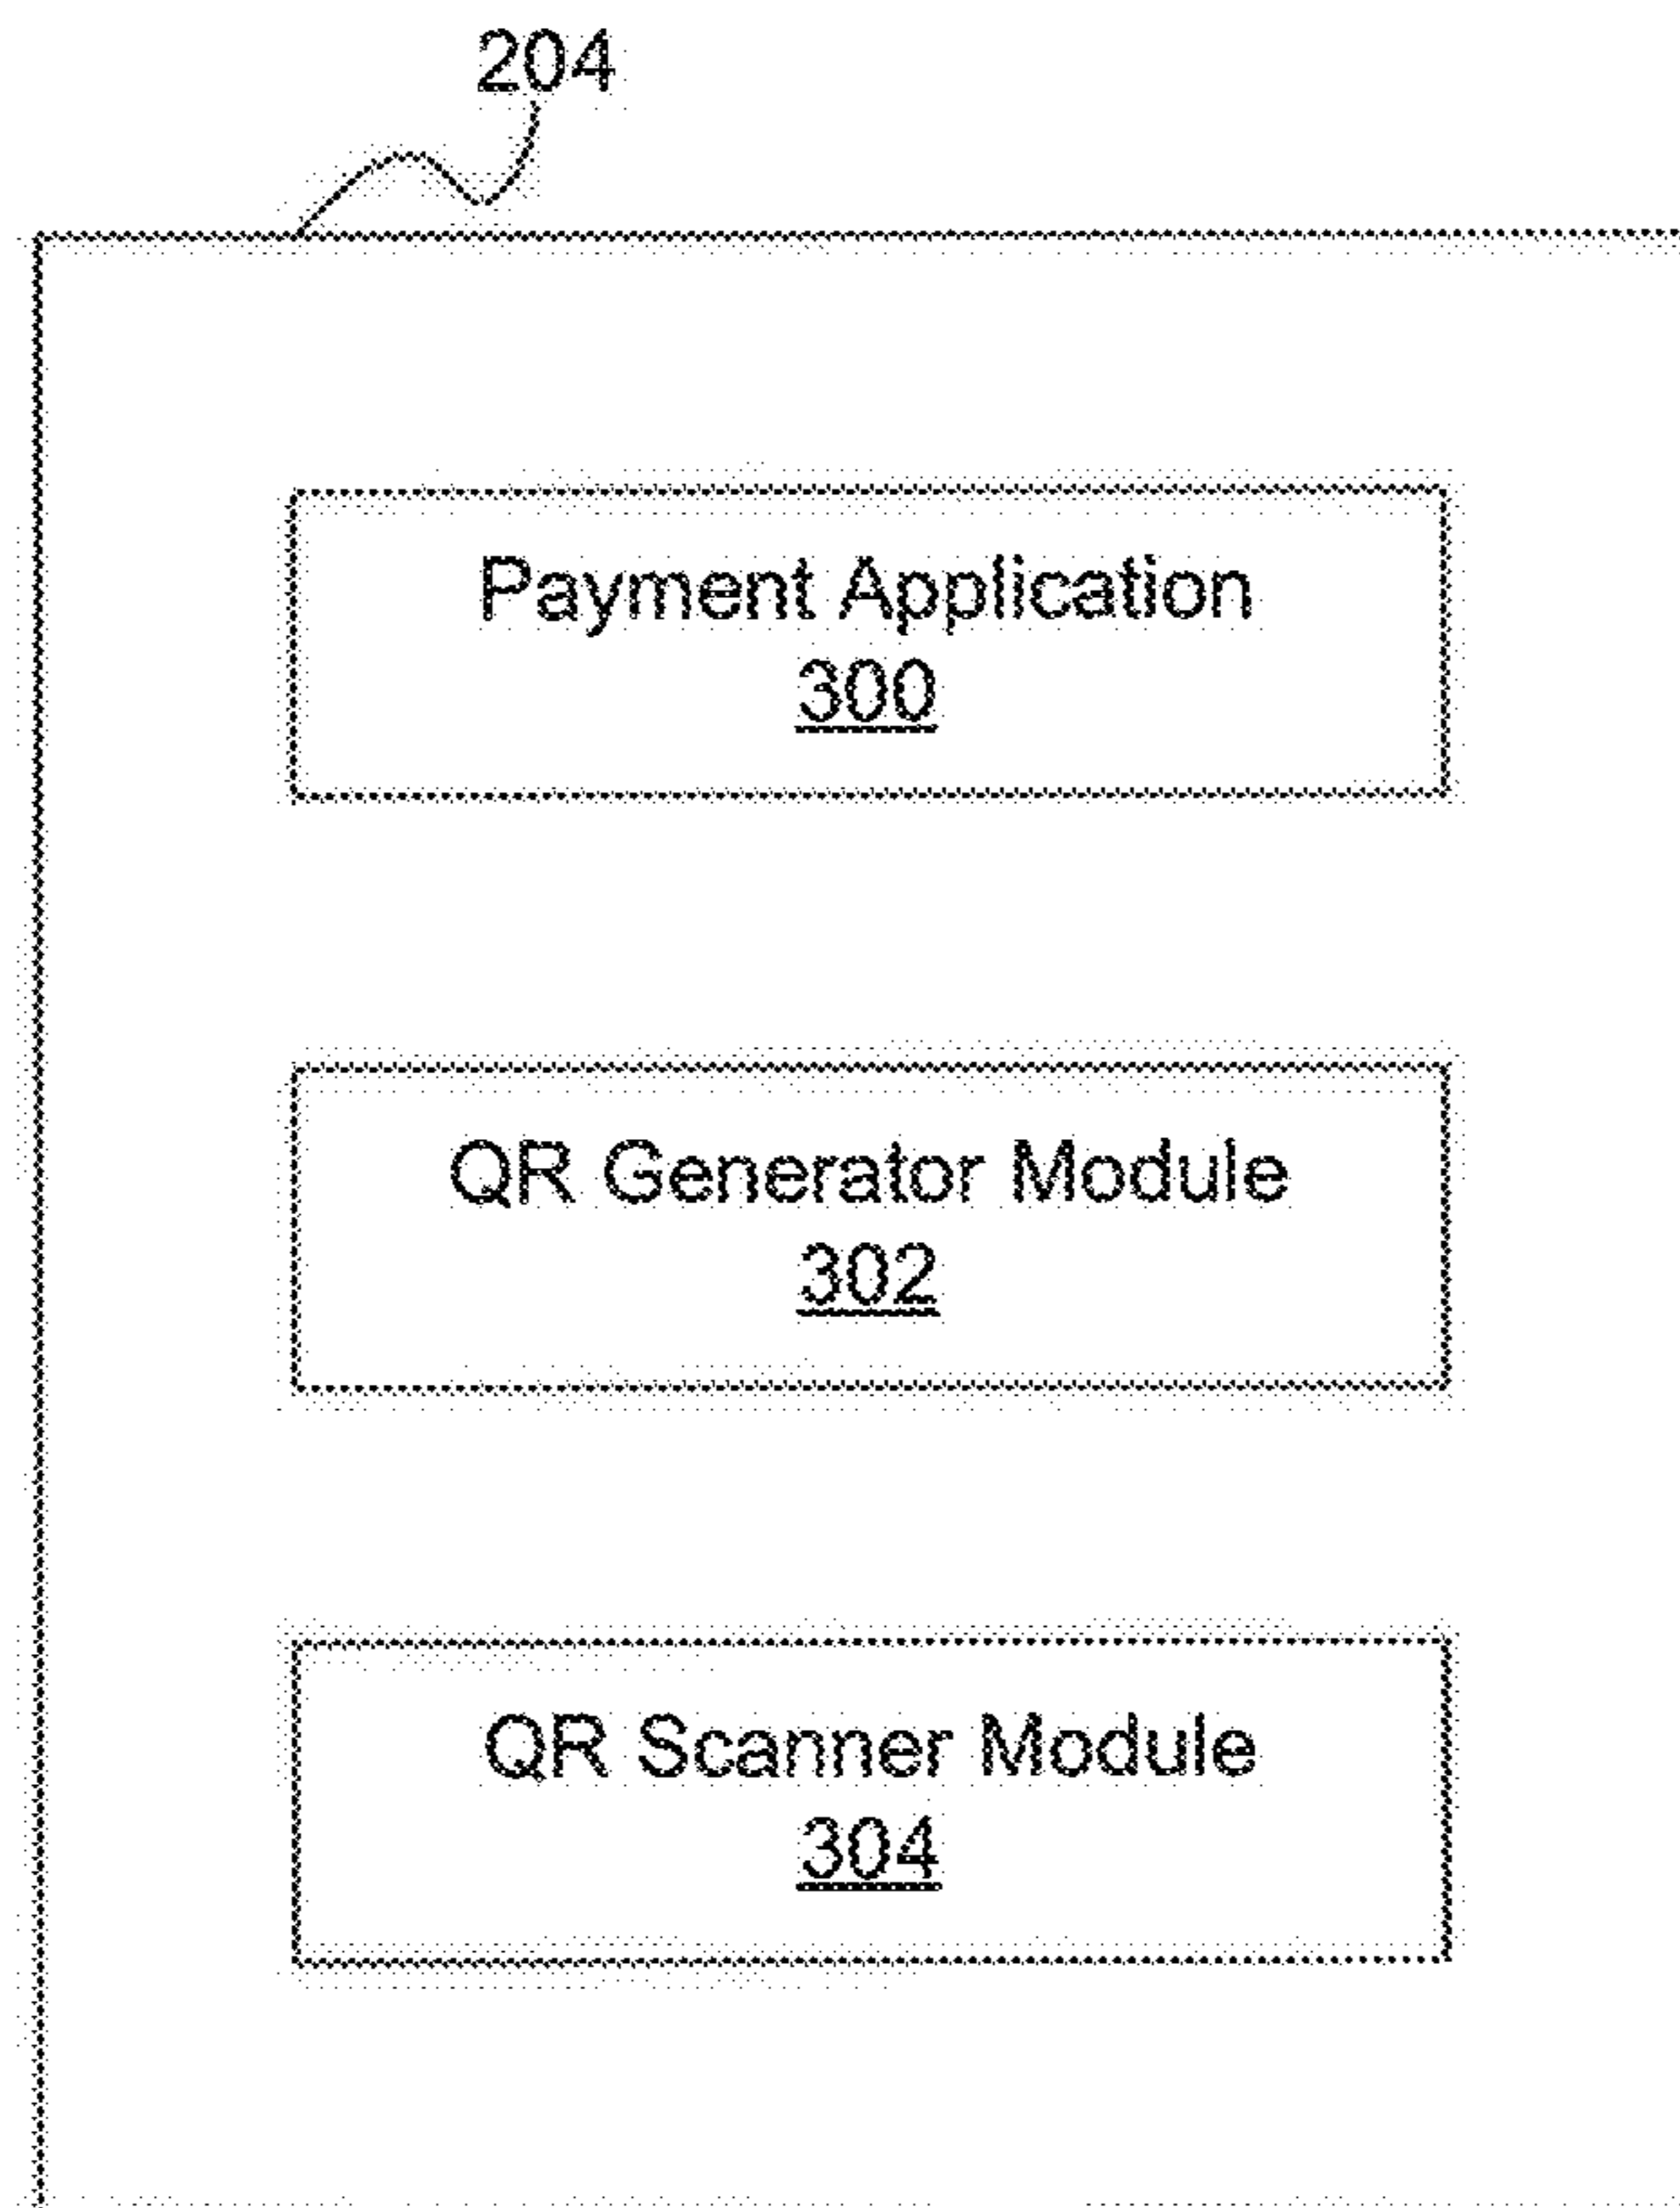 204
Payment Application
300
QR Generator Module
302
QR Scanner Module
304